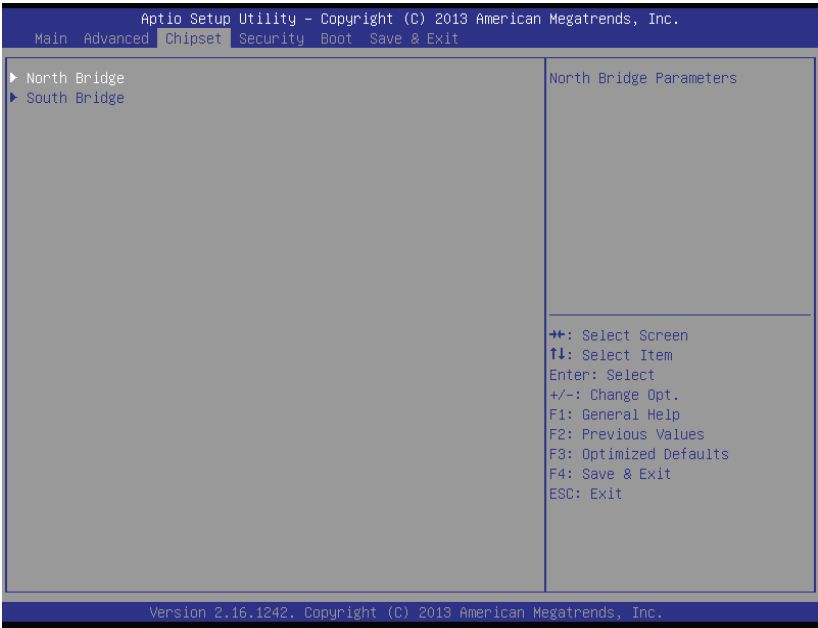 Aptio Setup Utility – Copyright (C) 2013 American Megatrends, Inc.
Main Advanced Chipset Security Boot Save & Exit
▶ North Bridge
▶ South Bridge
North Bridge Parameters
→←: Select Screen
↑↓: Select Item
Enter: Select
+/-: Change Opt.
F1: General Help
F2: Previous Values
F3: Optimized Defaults
F4: Save & Exit
ESC: Exit
Version 2.16.1242. Copyright (C) 2013 American Megatrends, Inc.